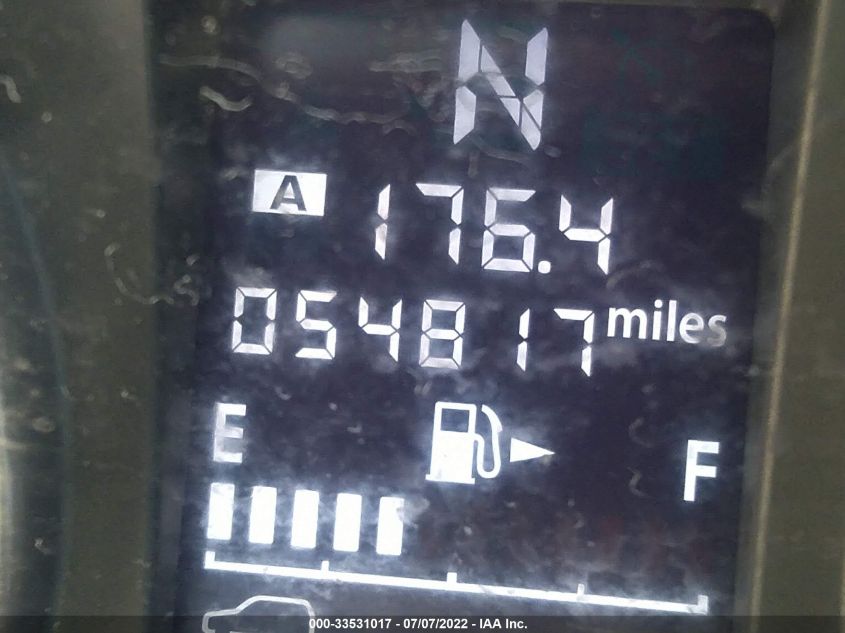 N
A 176.4
054817 miles
E F
000-33531017 - 07/07/2022 - IAA Inc.